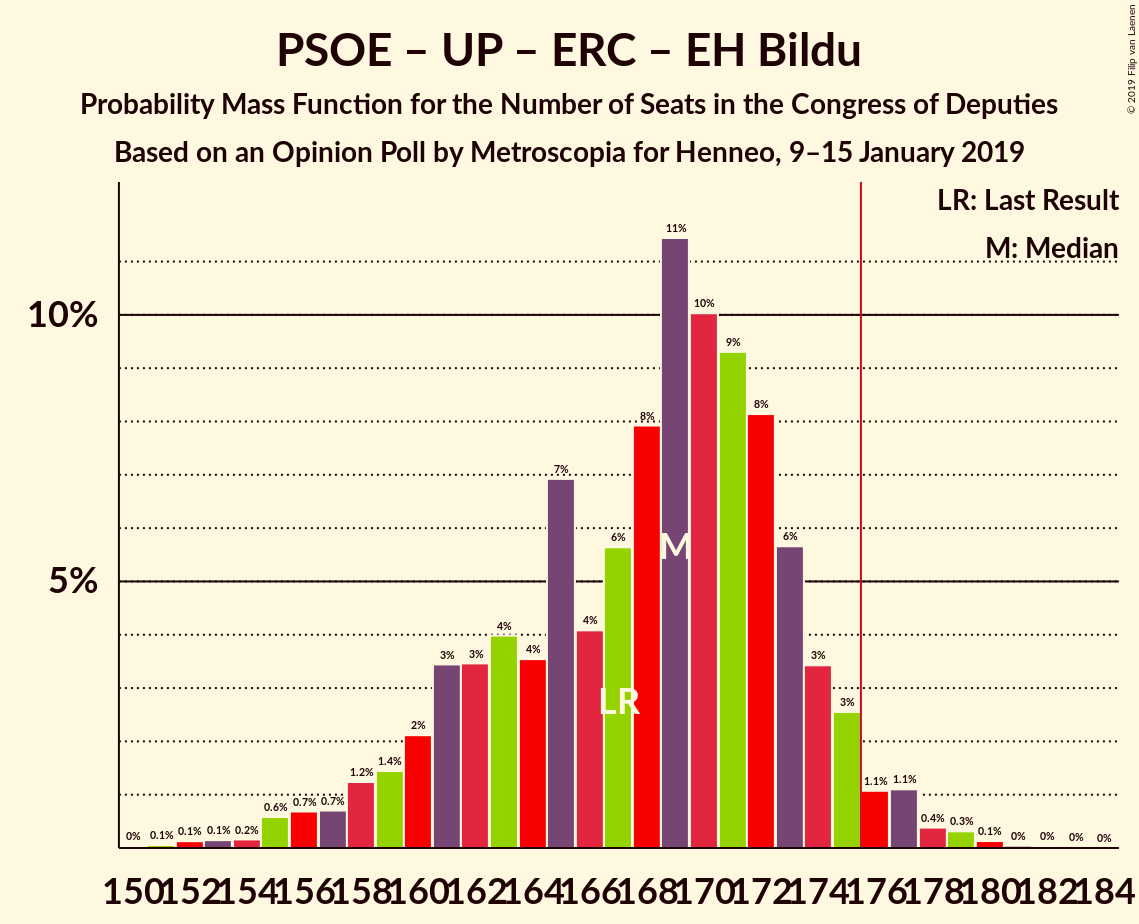 PSOE – UP – ERC – EH Bildu
Probability Mass Function for the Number of Seats in the Congress of Deputies
Based on an Opinion Poll by Metroscopia for Henneo, 9–15 January 2019
© 2019 Filip van Laenen
LR: Last Result
M: Median
10%
5%
0% 0.1% 0.1% 0.1% 0.2% 0.6% 0.7% 0.7% 1.2% 1.4% 2% 3% 3% 4% 4% 7% 4% 6% 8% 11% 10% 9% 8% 6% 3% 3% 1.1% 1.1% 0.4% 0.3% 0.1% 0% 0% 0% 0%
M
LR
150 152 154 156 158 160 162 164 166 168 170 172 174 176 178 180 182 184